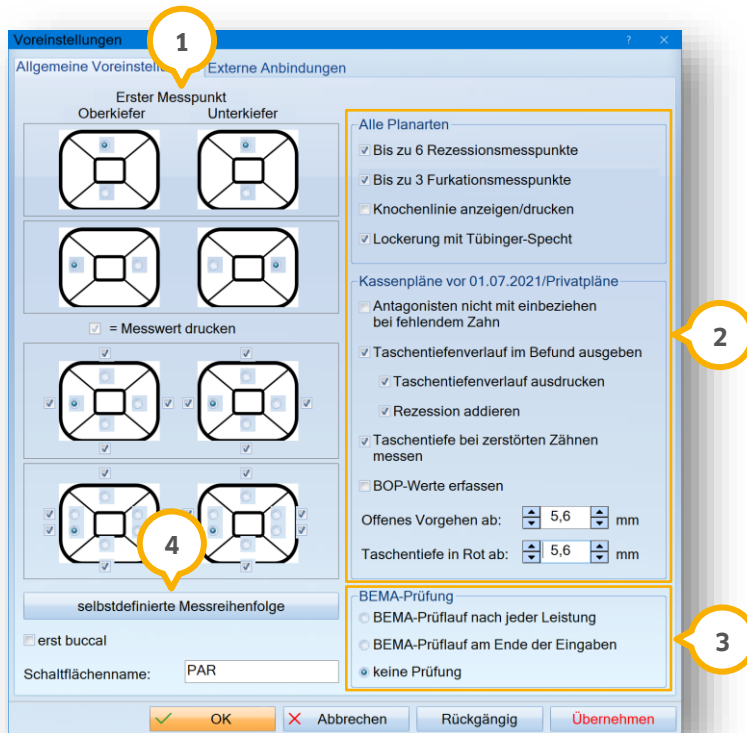 Voreinstellungen ? ×
1
Allgemeine Voreinstell Externe Anbindungen
Erster Messpunkt
Oberkiefer Unterkiefer
= Messwert drucken
4
selbstdefinierte Messreihenfolge
erst buccal
Schaltflächenname: PAR
Alle Planarten
Bis zu 6 Rezessionsmesspunkte
Bis zu 3 Furkationsmesspunkte
Knochenlinie anzeigen/drucken
Lockerung mit Tübinger-Specht
Kassenpläne vor 01.07.2021/Privatpläne
Antagonisten nicht mit einbeziehen
bei fehlendem Zahn
2
Taschentiefenverlauf im Befund ausgeben
Taschentiefenverlauf ausdrucken
Rezession addieren
Taschentiefe bei zerstörten Zähnen
messen
BOP-Werte erfassen
Offenes Vorgehen ab: 5,6 mm
Taschentiefe in Rot ab: 5,6 mm
BEMA-Prüfung
BEMA-Prüflauf nach jeder Leistung
BEMA-Prüflauf am Ende der Eingaben
3
keine Prüfung
OK Abbrechen Rückgängig Übernehmen